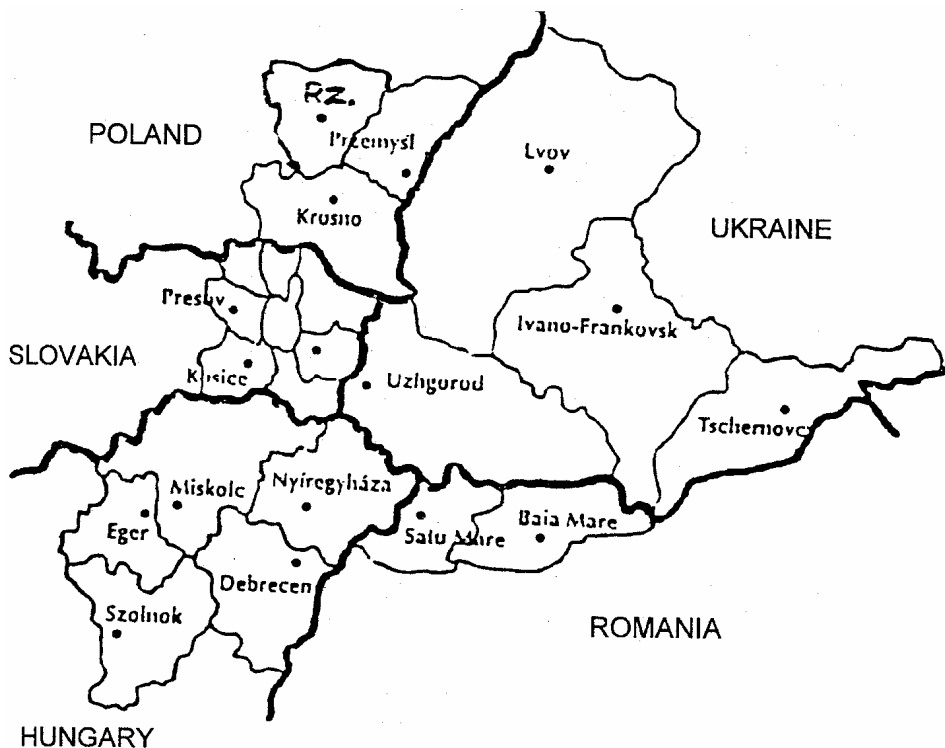 RZ.
POLAND
Przemyśl
Lvov
Krosno
UKRAINE
Presov
Ivano-Frankovsk
SLOVAKIA
Kosice
Uzhgorod
Tschernovcy
Miskolc
Nyíregyháza
Eger
Satu Mare
Baia Mare
Debrecen
Szolnok
ROMANIA
HUNGARY